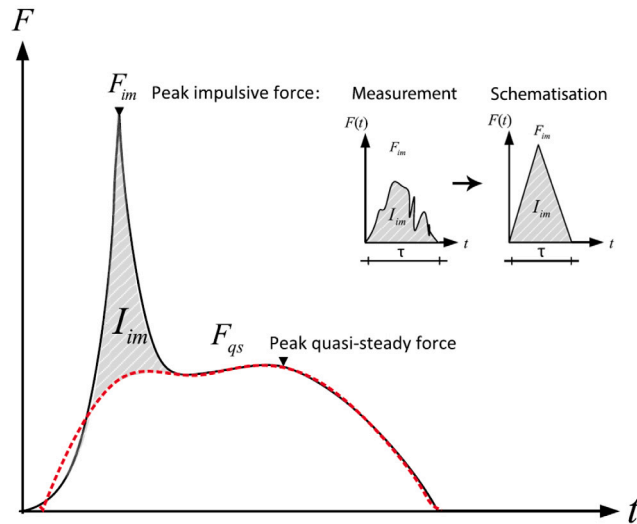 F
F_im
Peak impulsive force:
Measurement
Schematisation
F(t)
F_im
I_im
t
τ
F(t)
F_im
I_im
t
τ
I_im
F_qs
Peak quasi-steady force
t